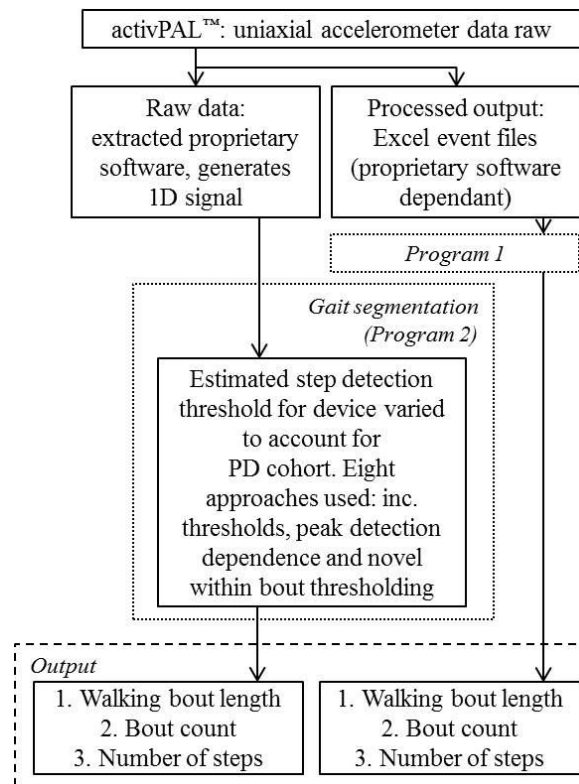 activPAL™: uniaxial accelerometer data raw
Raw data:
extracted proprietary
software, generates
1D signal
Processed output:
Excel event files
(proprietary software
dependant)
Program 1
Gait segmentation
(Program 2)
Estimated step detection
threshold for device varied
to account for
PD cohort. Eight
approaches used: inc.
thresholds, peak detection
dependence and novel
within bout thresholding
Output
1. Walking bout length
2. Bout count
3. Number of steps
1. Walking bout length
2. Bout count
3. Number of steps